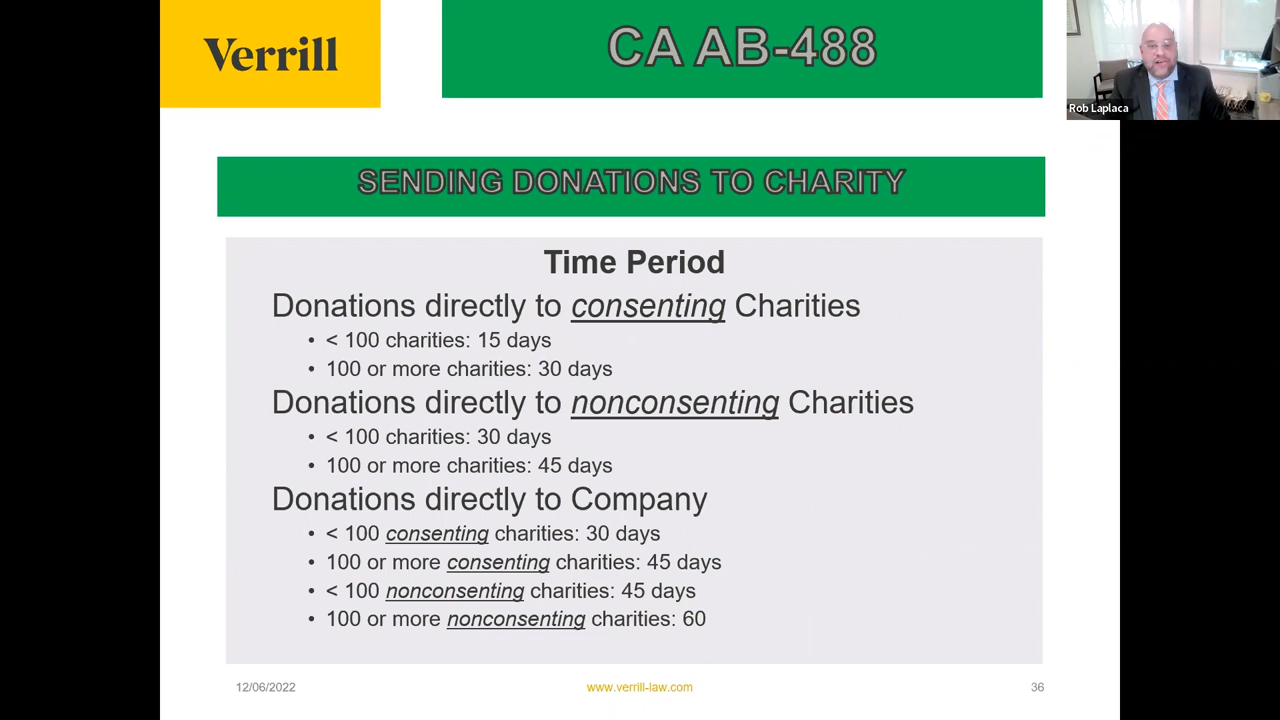 Verrill
CA AB-488
Rob Laplaca
SENDING DONATIONS TO CHARITY
Time Period
Donations directly to consenting Charities
• < 100 charities: 15 days
• 100 or more charities: 30 days
Donations directly to nonconsenting Charities
• < 100 charities: 30 days
• 100 or more charities: 45 days
Donations directly to Company
• < 100 consenting charities: 30 days
• 100 or more consenting charities: 45 days
• < 100 nonconsenting charities: 45 days
• 100 or more nonconsenting charities: 60
12/06/2022
www.verrill-law.com
36